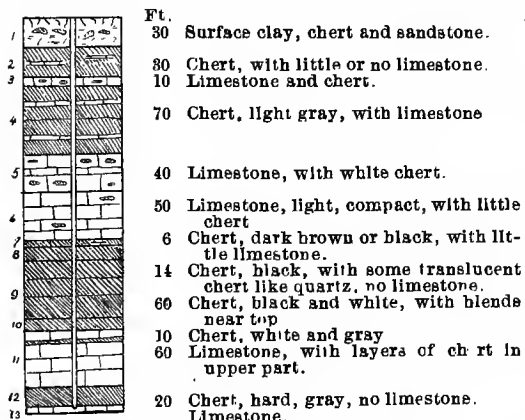 Ft.
1 30 Surface clay, chert and sandstone.
2 30 Chert, with little or no limestone.
3 10 Limestone and chert.
4 70 Chert, light gray, with limestone
5 40 Limestone, with white chert.
6 50 Limestone, light, compact, with little
chert
7 6 Chert, dark brown or black, with lit-
tle limestone.
8 14 Chert, black, with some translucent
chert like quartz, no limestone.
9 60 Chert, black and white, with blende
near top
10 10 Chert, white and gray
11 60 Limestone, with layers of ch rt in
upper part.
12 20 Chert, hard, gray, no limestone.
13 Limestone.